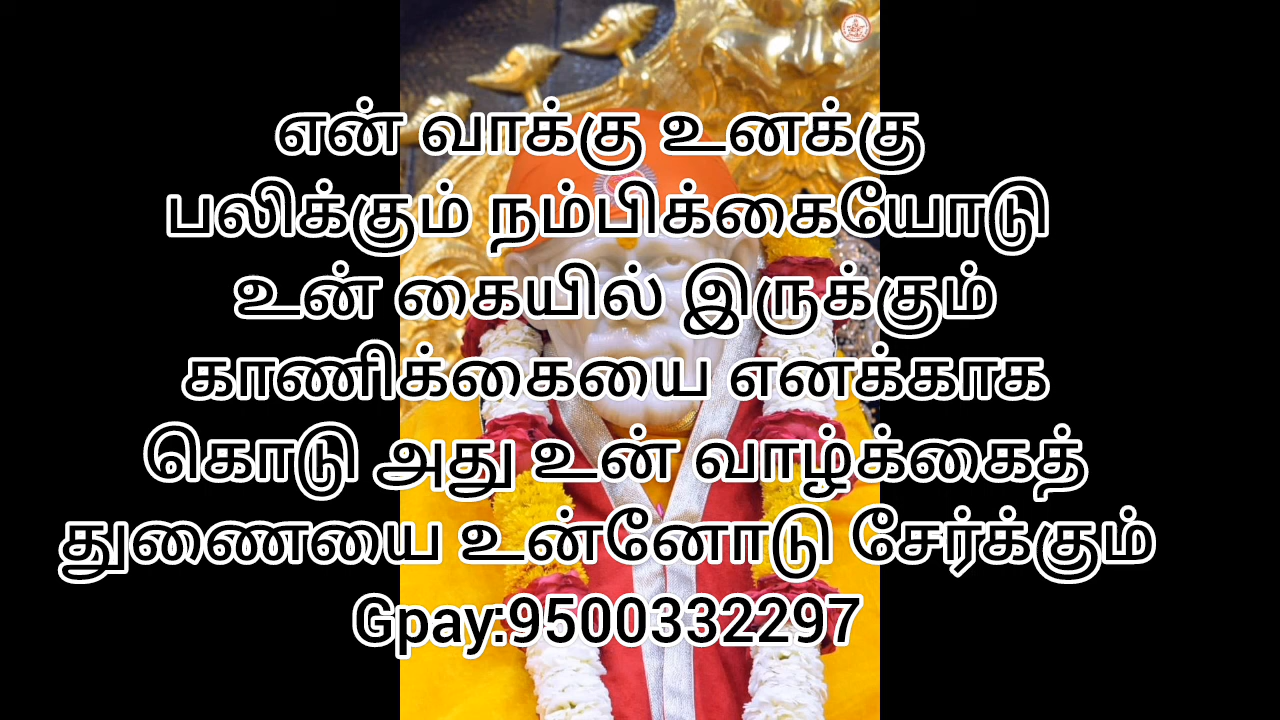 என் வாக்கு உனக்கு
பலிக்கும் நம்பிக்கையோடு
உன் கையில் இருக்கும்
காணிக்கையை எனக்காக
கொடு அது உன் வாழ்க்கைத்
துணையை உன்னோடு சேர்க்கும்
Gpay:9500332297